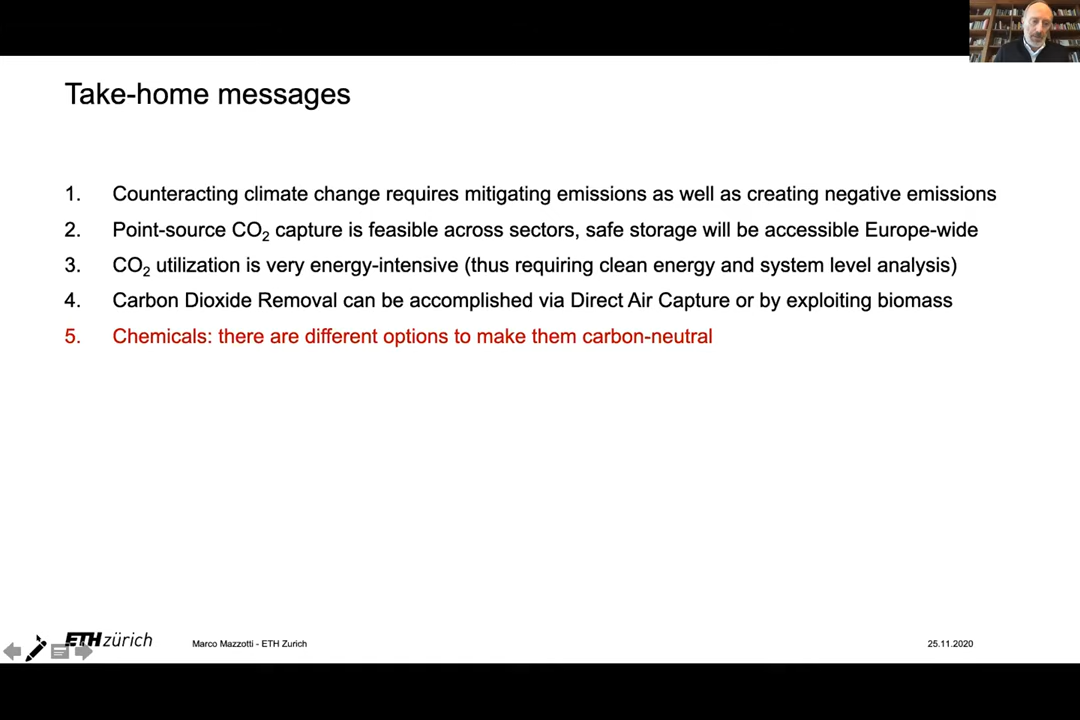 Take-home messages
1. Counteracting climate change requires mitigating emissions as well as creating negative emissions
2. Point-source CO₂ capture is feasible across sectors, safe storage will be accessible Europe-wide
3. CO₂ utilization is very energy-intensive (thus requiring clean energy and system level analysis)
4. Carbon Dioxide Removal can be accomplished via Direct Air Capture or by exploiting biomass
5. Chemicals: there are different options to make them carbon-neutral
ETH zürich Marco Mazzotti - ETH Zurich 25.11.2020